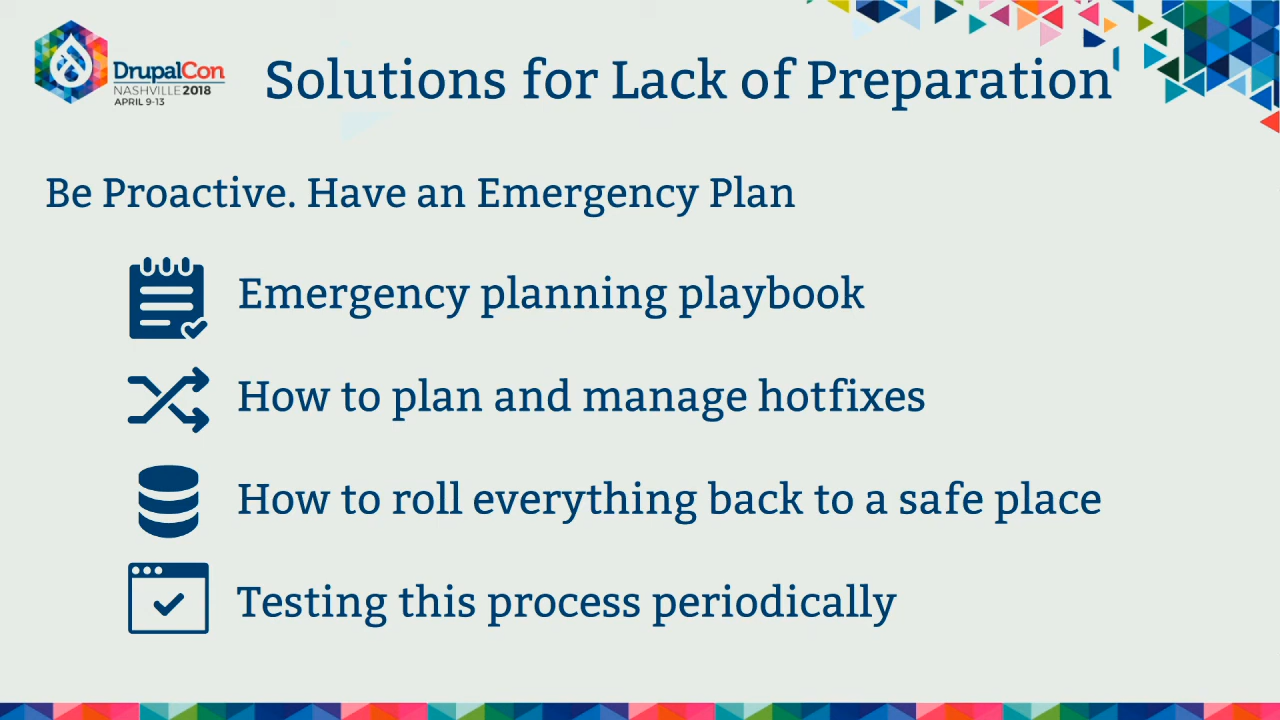 DrupalCon
NASHVILLE 2018
APRIL 9-13
Solutions for Lack of Preparation
Be Proactive. Have an Emergency Plan
Emergency planning playbook
How to plan and manage hotfixes
How to roll everything back to a safe place
Testing this process periodically